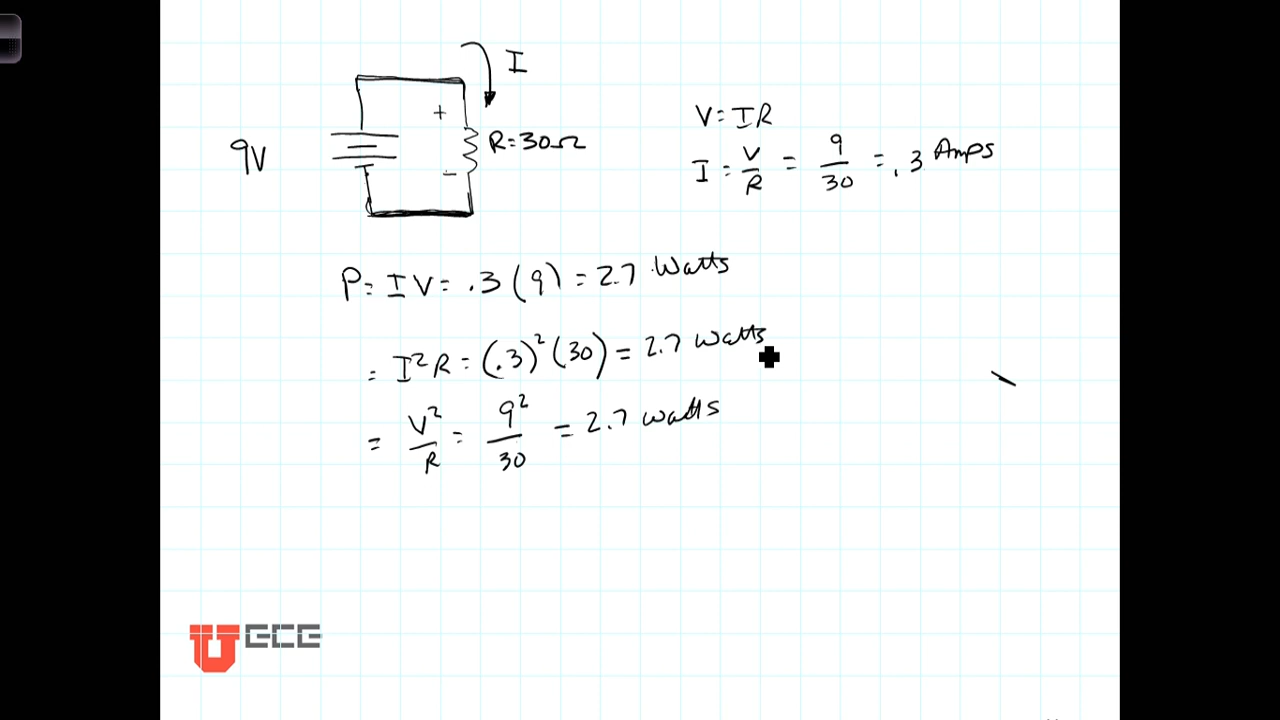 I
+
9V
R=30Ω
-
V=IR
I = V/R = 9/30 = .3 Amps
P= IV= .3 (9) = 2.7 Watts
= I²R = (.3)² (30) = 2.7 Watts
= V²/R = 9²/30 = 2.7 watts
U ECE